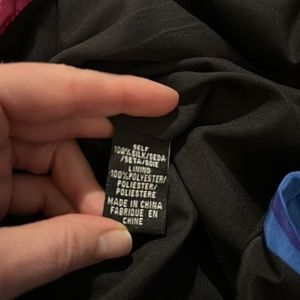 SELF
100%SILK/SEDA
/SETA/SOIE
LINING
100%POLYESTER/
POLIESTER/
POLIESTERE
MADE IN CHINA
FABRIQUE EN
CHINE